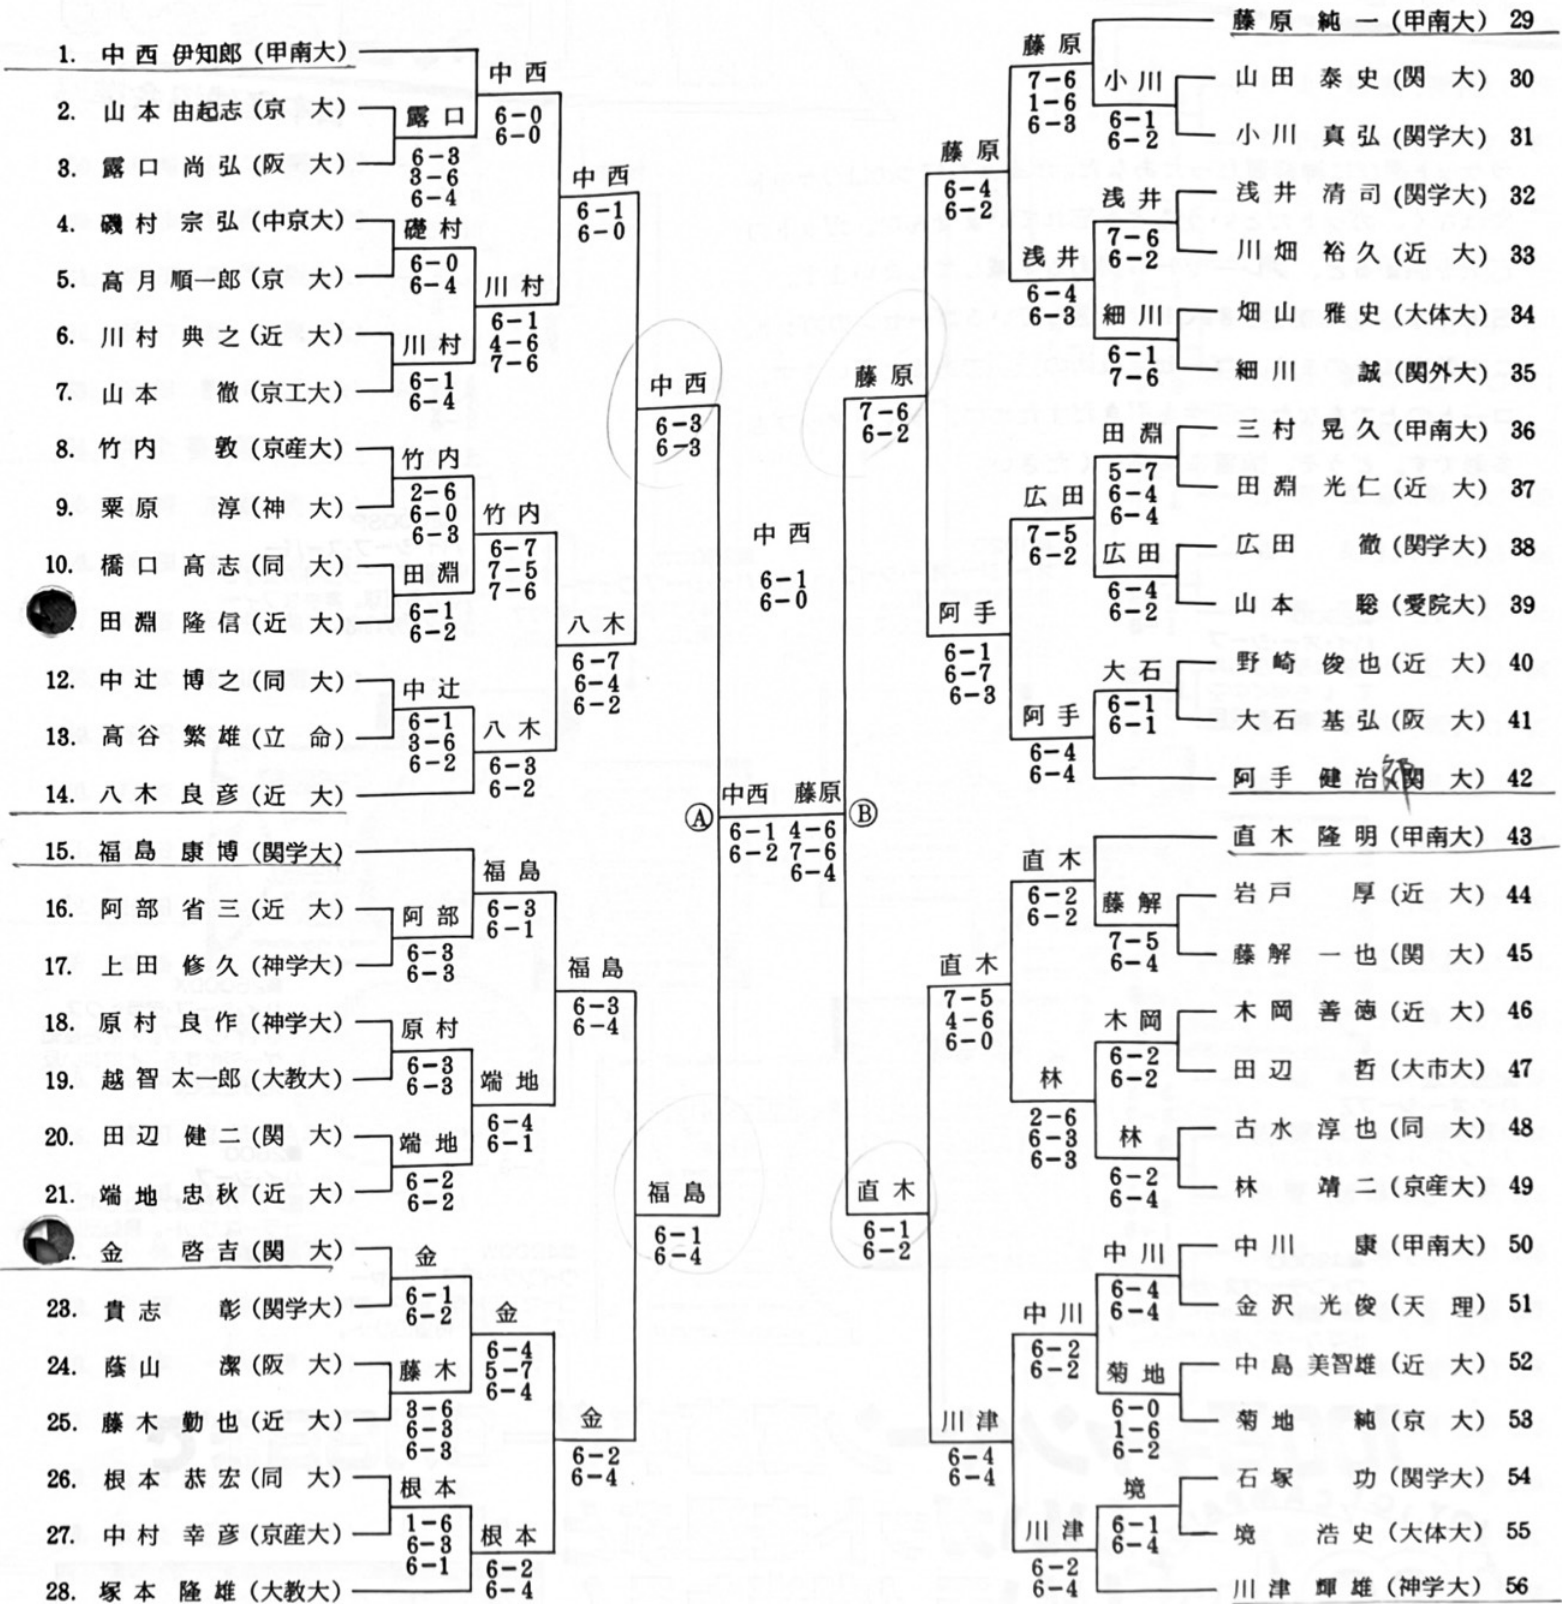 1. 中西 伊知郎 (甲南大)
2. 山本 由起志 (京 大)
3. 露口 尚弘 (阪 大)
4. 磯村 宗弘 (中京大)
5. 高月 順一郎 (京 大)
6. 川村 典之 (近 大)
7. 山本 徹 (京工大)
8. 竹内 敦 (京産大)
9. 粟原 淳 (神 大)
10. 橋口 高志 (同 大)
田淵 隆信 (近 大)
12. 中辻 博之 (同 大)
13. 高谷 繁雄 (立 命)
14. 八木 良彦 (近 大)
15. 福島 康博 (関学大)
16. 阿部 省三 (近 大)
17. 上田 修久 (神学大)
18. 原村 良作 (神学大)
19. 越智 太一郎 (大教大)
20. 田辺 健二 (関 大)
21. 端地 忠秋 (近 大)
金 啓吉 (関 大)
23. 貴志 彰 (関学大)
24. 蔭山 潔 (阪 大)
25. 藤木 勤也 (近 大)
26. 根本 恭宏 (同 大)
27. 中村 幸彦 (京産大)
28. 塚本 隆雄 (大教大)
露口
6-3
3-6
6-4
礎村
6-0
6-4
川村
6-1
6-4
竹内
2-6
6-0
6-3
田淵
6-1
6-2
中辻
6-1
3-6
6-2
阿部
6-3
6-3
原村
6-3
6-3
端地
6-2
6-2
金
6-1
6-2
藤木
3-6
6-3
6-3
根本
1-6
6-3
6-1
中西
6-0
6-0
川村
6-1
4-6
7-6
竹内
6-7
7-5
7-6
八木
6-3
6-2
福島
6-3
6-1
端地
6-4
6-1
金
6-4
5-7
6-4
根本
6-2
6-4
中西
6-1
6-0
八木
6-7
6-4
6-2
福島
6-3
6-4
金
6-2
6-4
中西
6-3
6-3
福島
6-1
6-4
中西
6-1
6-0
Ⓐ 中西 藤原 Ⓑ
6-1 4-6
6-2 7-6
6-4
藤原
7-6
6-2
直木
6-1
6-2
藤原
6-4
6-2
阿手
6-1
6-7
6-3
直木
7-5
4-6
6-0
川津
6-4
6-4
藤原
7-6
1-6
6-3
浅井
6-4
6-3
広田
7-5
6-2
阿手
6-4
6-4
直木
6-2
6-2
林
2-6
6-3
6-3
中川
6-2
6-2
川津
6-2
6-4
小川
6-1
6-2
浅井
7-6
6-2
細川
6-1
7-6
田淵
5-7
6-4
6-4
広田
6-4
6-2
大石
6-1
6-1
藤解
7-5
6-4
木岡
6-2
6-2
林
6-2
6-4
中川
6-4
6-4
菊地
6-0
1-6
6-2
境
6-1
6-4
藤原 純一 (甲南大) 29
山田 泰史 (関 大) 30
小川 真弘 (関学大) 31
浅井 清司 (関学大) 32
川畑 裕久 (近 大) 33
畑山 雅史 (大体大) 34
細川 誠 (関外大) 35
三村 晃久 (甲南大) 36
田淵 光仁 (近 大) 37
広田 徹 (関学大) 38
山本 聡 (愛院大) 39
野崎 俊也 (近 大) 40
大石 基弘 (阪 大) 41
阿手 健治 (関 大) 42
直木 隆明 (甲南大) 43
岩戸 厚 (近 大) 44
藤解 一也 (関 大) 45
木岡 善徳 (近 大) 46
田辺 哲 (大市大) 47
古水 淳也 (同 大) 48
林 靖二 (京産大) 49
中川 康 (甲南大) 50
金沢 光俊 (天 理) 51
中島 美智雄 (近 大) 52
菊地 純 (京 大) 53
石塚 功 (関学大) 54
境 浩史 (大体大) 55
川津 輝雄 (神学大) 56